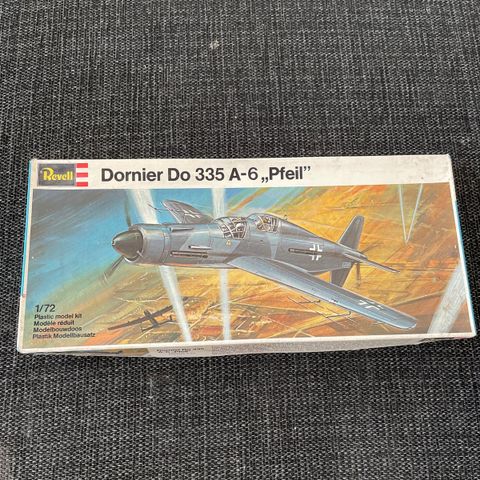 Revell
Dornier Do 335 A-6 „Pfeil”
1/72
Plastic model kit
Modèle réduit
Modelbouwdoos
Plastik Modellbausatz